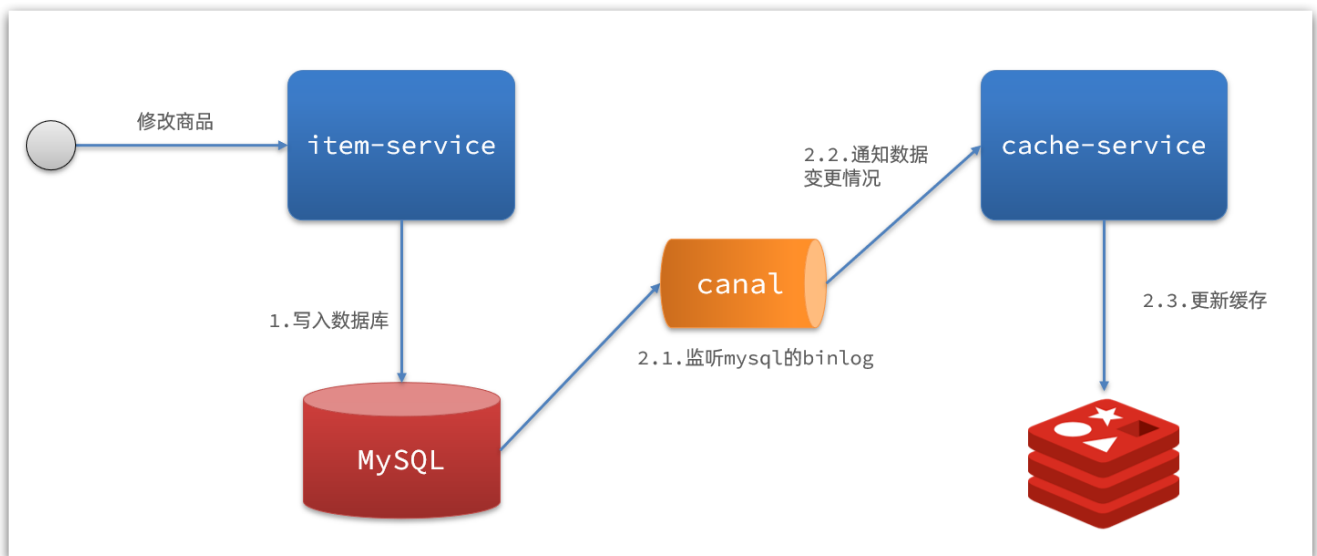 修改商品
item-service
cache-service
2.2.通知数据
变更情况
canal
1.写入数据库
2.3.更新缓存
2.1.监听mysql的binlog
MySQL